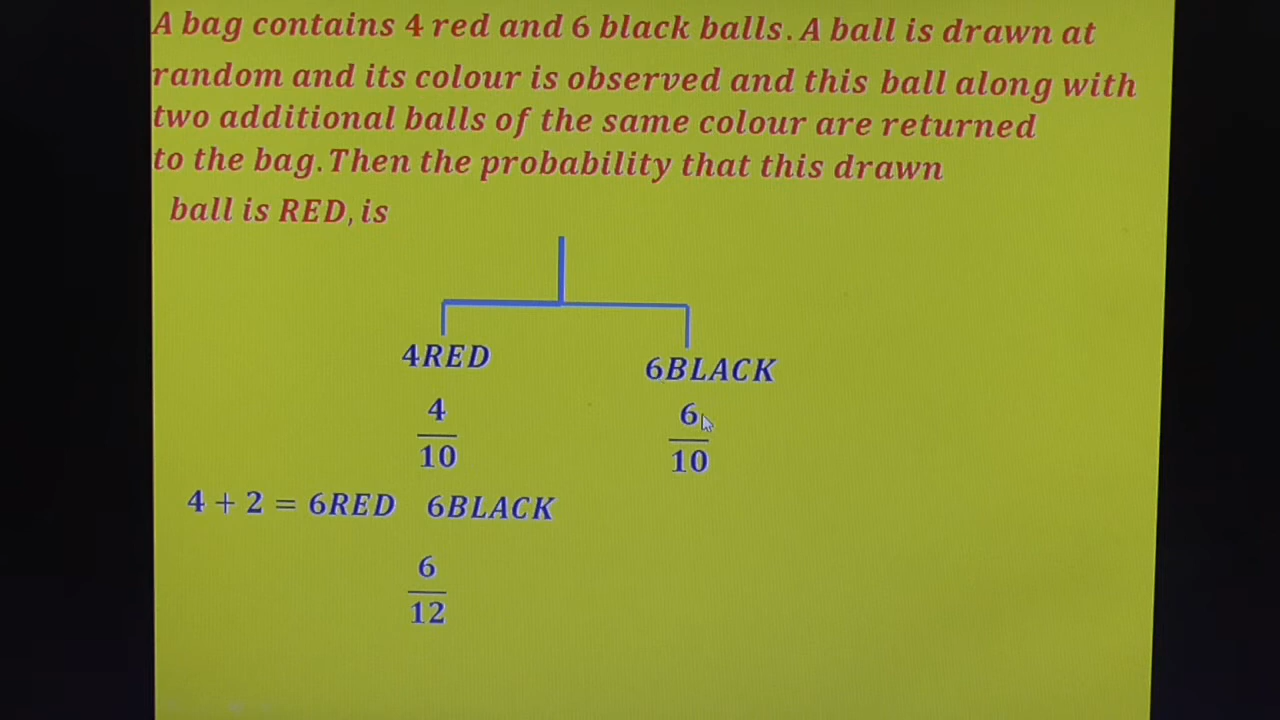 A bag contains 4 red and 6 black balls. A ball is drawn at
random and its colour is observed and this ball along with
two additional balls of the same colour are returned
to the bag. Then the probability that this drawn
ball is RED, is
4RED 6BLACK
4/10 6/10
4 + 2 = 6RED 6BLACK
6/12